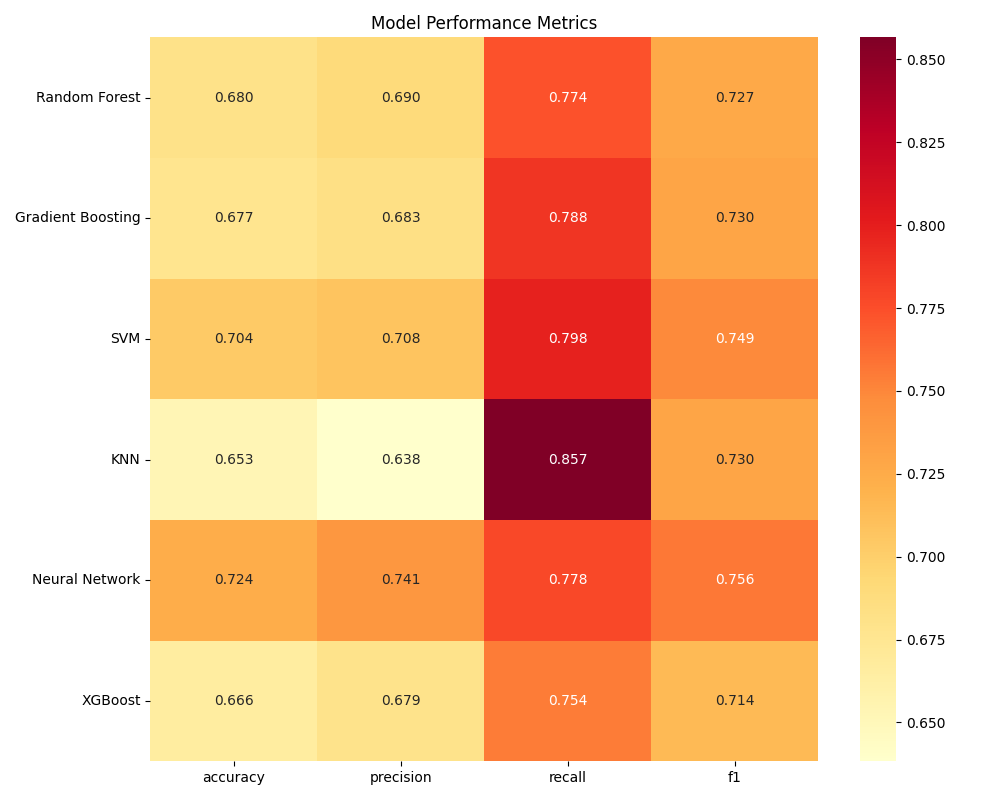 Model Performance Metrics
Random Forest 0.680 0.690 0.774 0.727
Gradient Boosting 0.677 0.683 0.788 0.730
SVM 0.704 0.708 0.798 0.749
KNN 0.653 0.638 0.857 0.730
Neural Network 0.724 0.741 0.778 0.756
XGBoost 0.666 0.679 0.754 0.714
accuracy precision recall f1
0.850
0.825
0.800
0.775
0.750
0.725
0.700
0.675
0.650